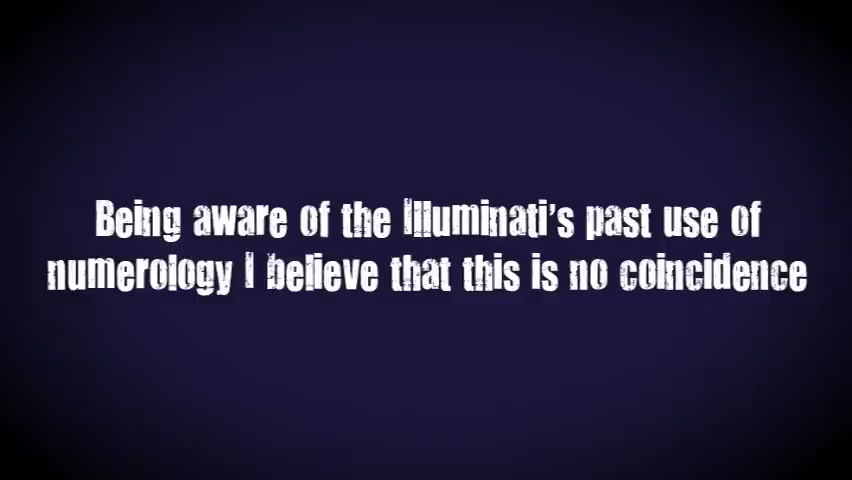 Being aware of the Illuminati's past use of
numerology I believe that this is no coincidence